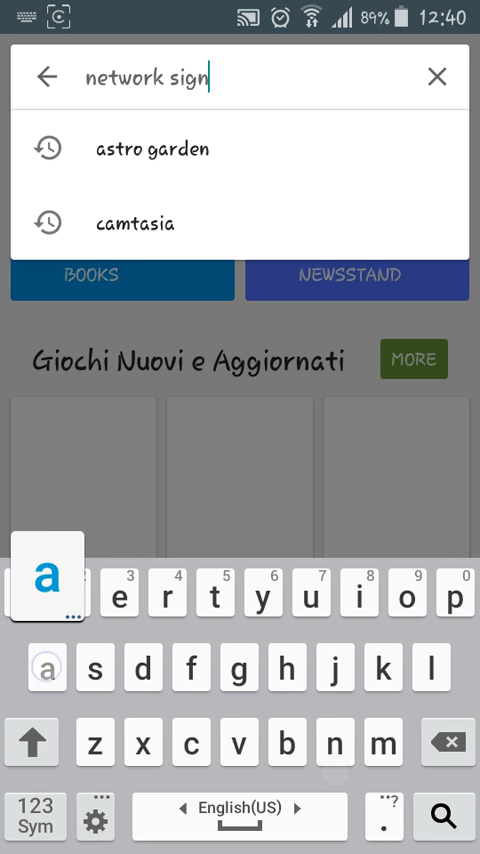 89% 12:40
network sign
astro garden
camtasia
BOOKS NEWSSTAND
Giochi Nuovi e Aggiornati MORE
a
2 3 4 5 6 7 8 9 0
e r t y u i o p
a s d f g h j k l
z x c v b n m
123 Sym English(US) . ?